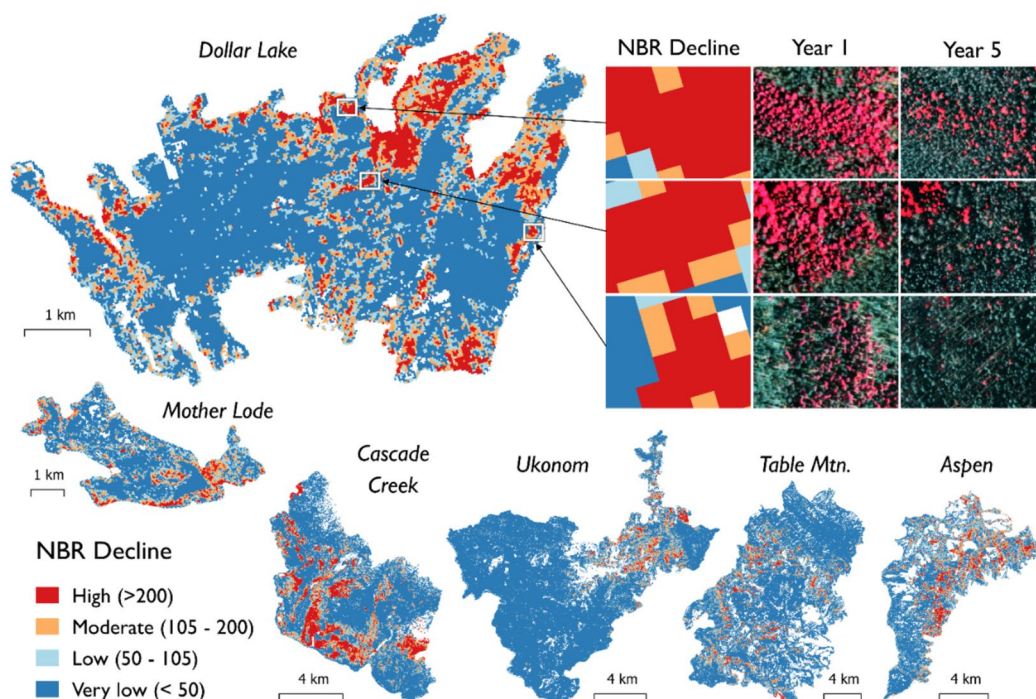 Dollar Lake
NBR Decline
Year 1
Year 5
1 km
Mother Lode
1 km
Cascade
Creek
Ukonom
Table Mtn.
Aspen
NBR Decline
High (>200)
Moderate (105 - 200)
Low (50 - 105)
Very low (< 50)
4 km
4 km
4 km
4 km